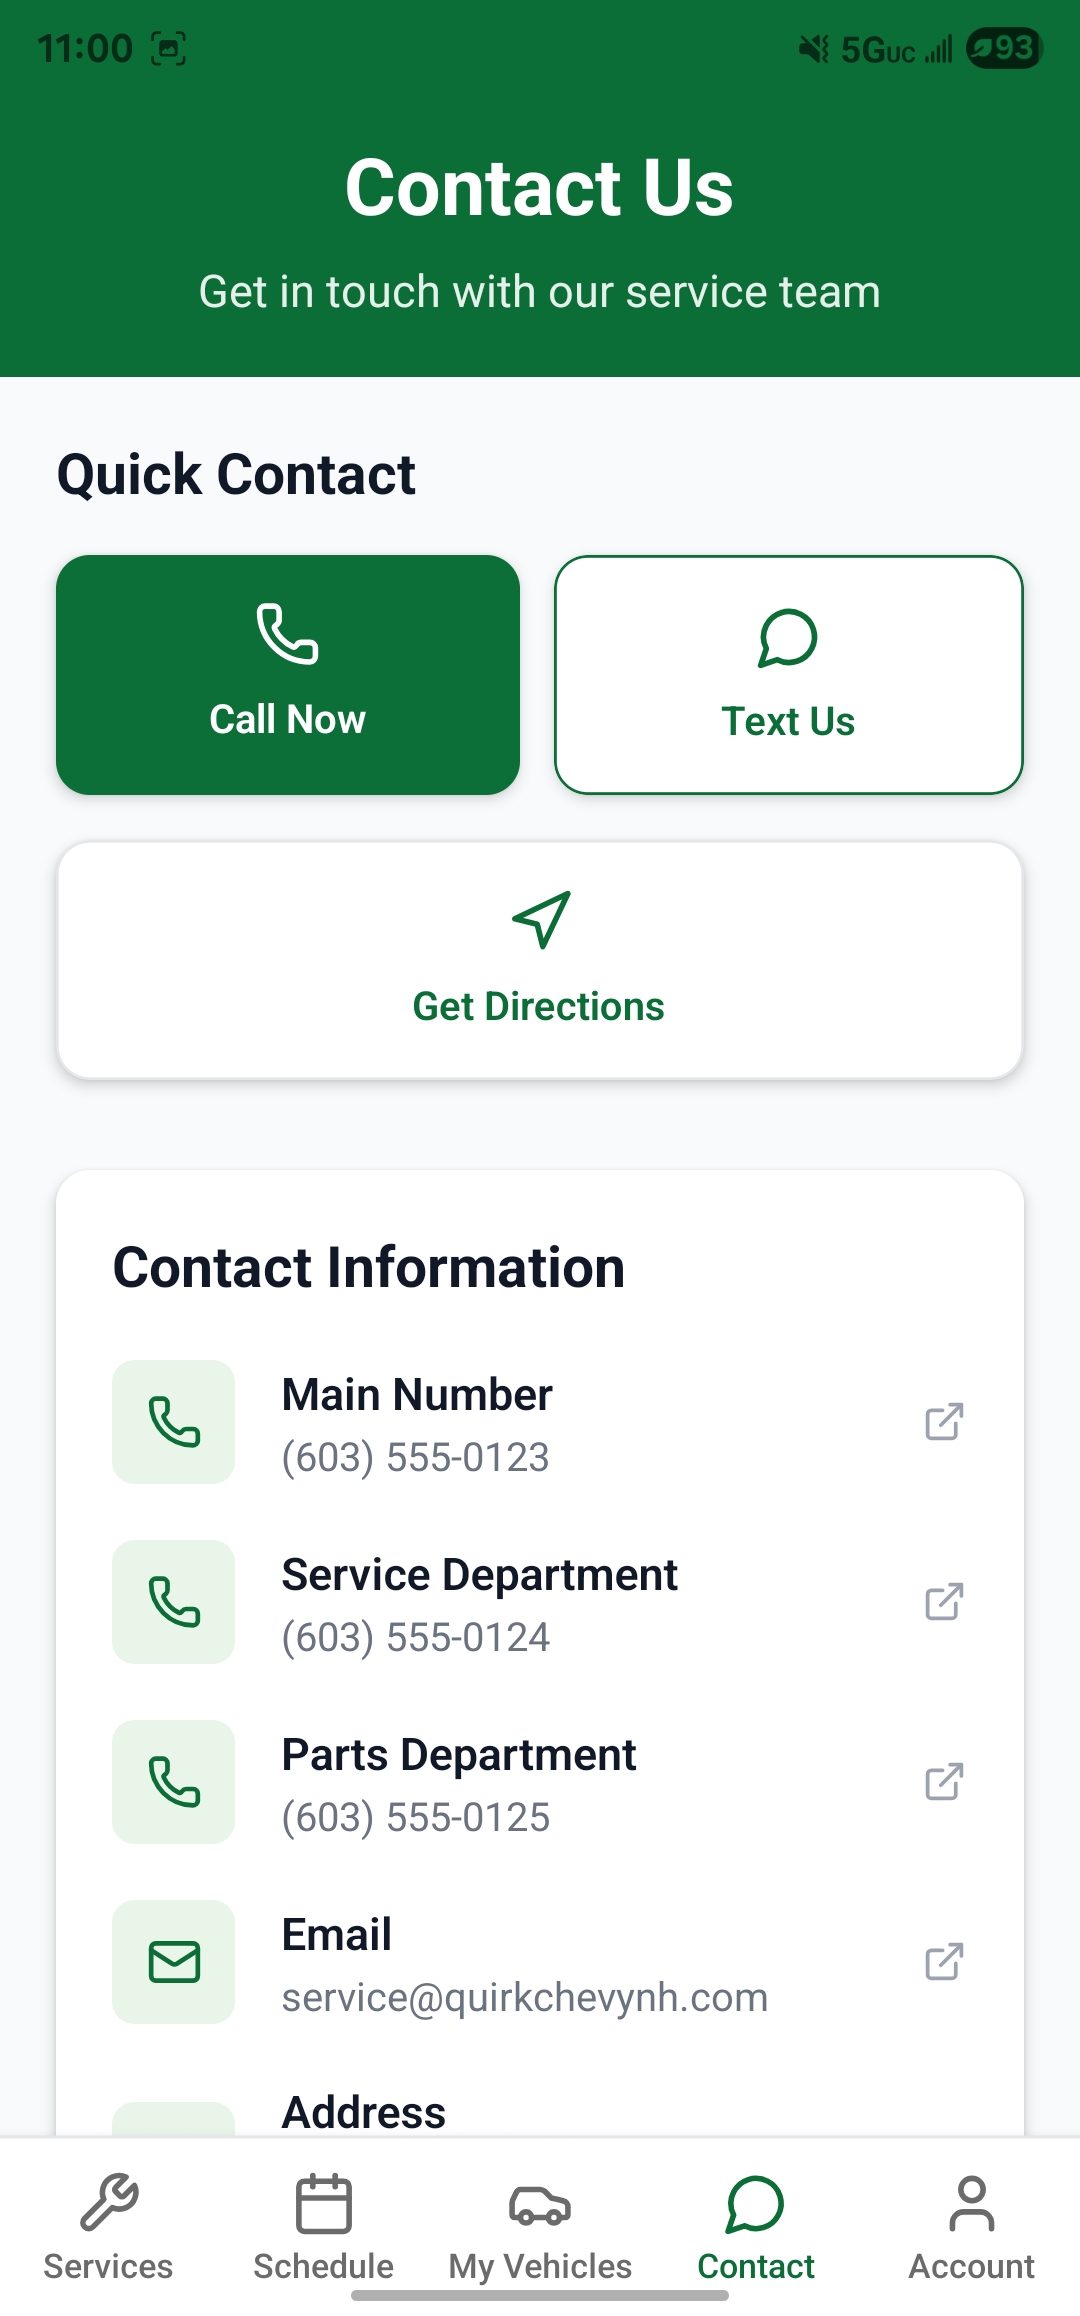 11:00
5GUC 93
Contact Us
Get in touch with our service team
Quick Contact
Call Now
Text Us
Get Directions
Contact Information
Main Number
(603) 555-0123
Service Department
(603) 555-0124
Parts Department
(603) 555-0125
Email
service@quirkchevynh.com
Address
Services Schedule My Vehicles Contact Account